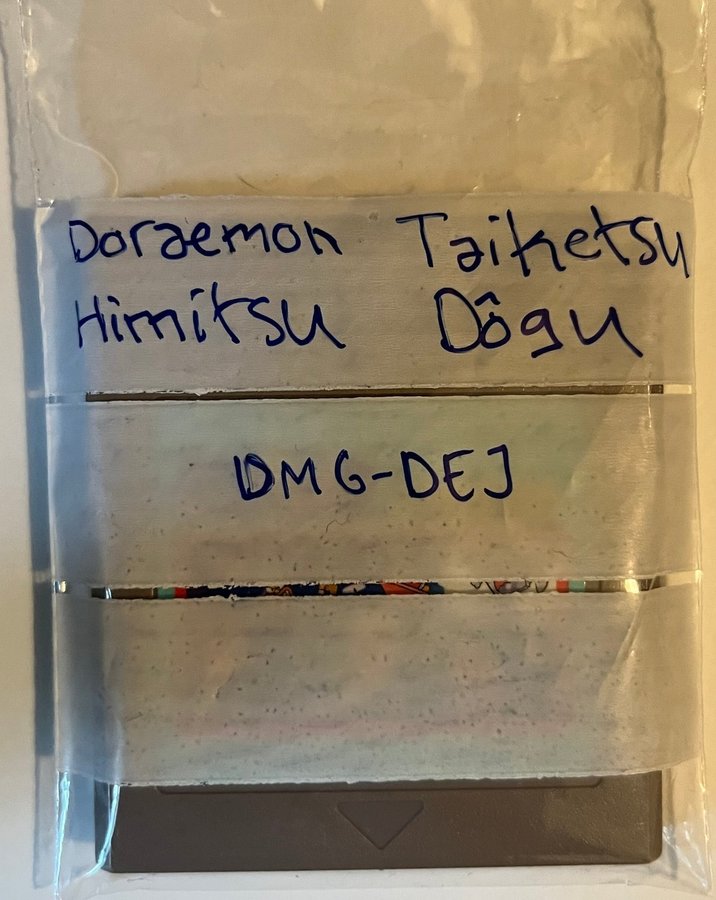 Doraemon Taiketsu
Himitsu Dôgu
DMG-DEJ